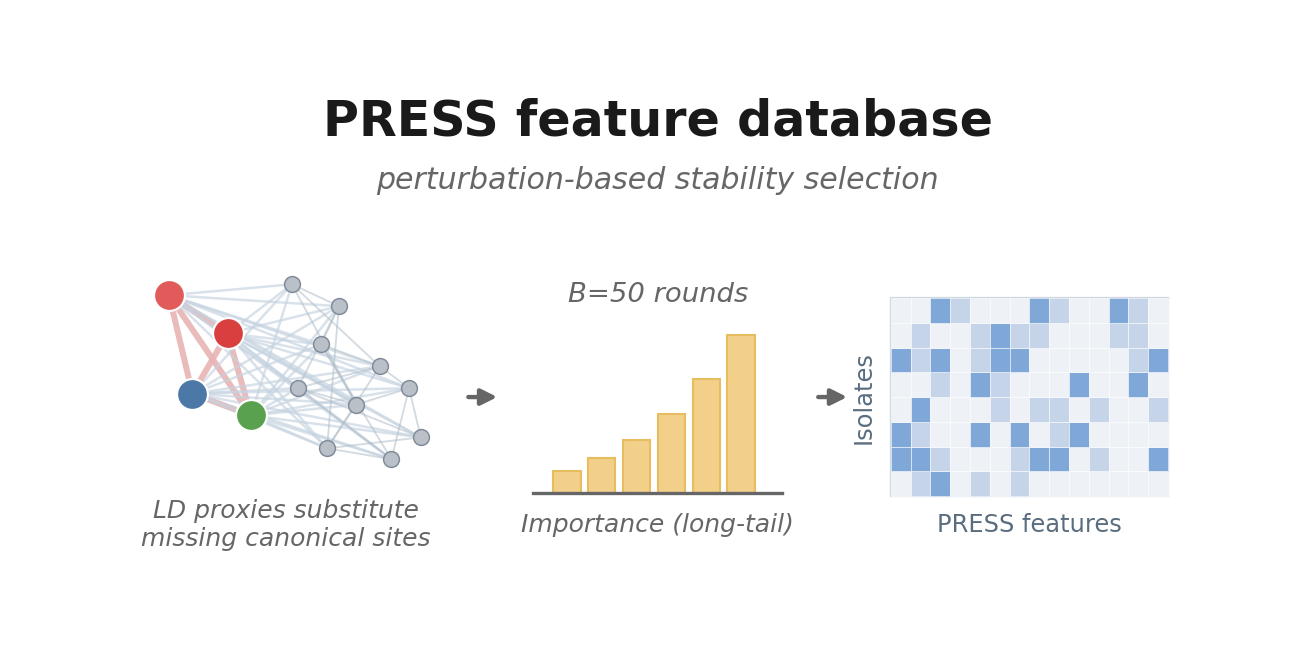 PRESS feature database
perturbation-based stability selection
LD proxies substitute
missing canonical sites
B=50 rounds
Importance (long-tail)
Isolates
PRESS features